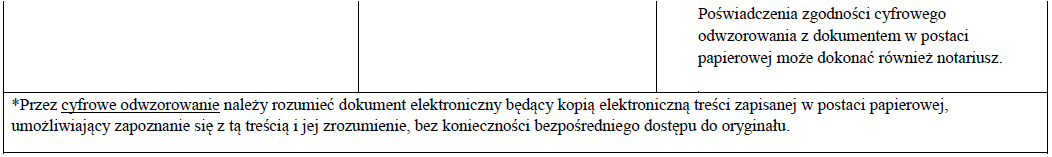 Poświadczenia zgodności cyfrowego
odwzorowania z dokumentem w postaci
papierowej może dokonać również notariusz.
*Przez cyfrowe odwzorowanie należy rozumieć dokument elektroniczny będący kopią elektroniczną treści zapisanej w postaci papierowej,
umożliwiający zapoznanie się z tą treścią i jej zrozumienie, bez konieczności bezpośredniego dostępu do oryginału.